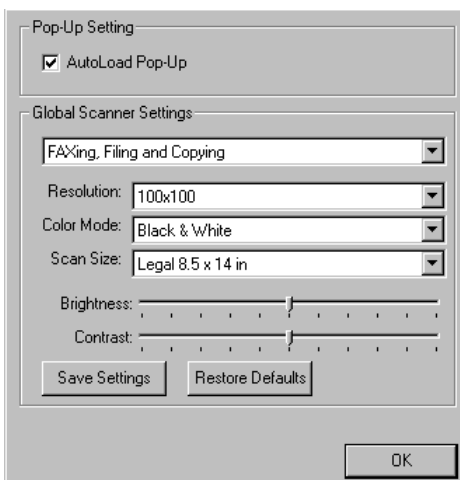 Pop-Up Setting
AutoLoad Pop-Up
Global Scanner Settings
FAXing, Filing and Copying
Resolution: 100x100
Color Mode: Black & White
Scan Size: Legal 8.5 x 14 in
Brightness:
Contrast:
Save Settings Restore Defaults
OK